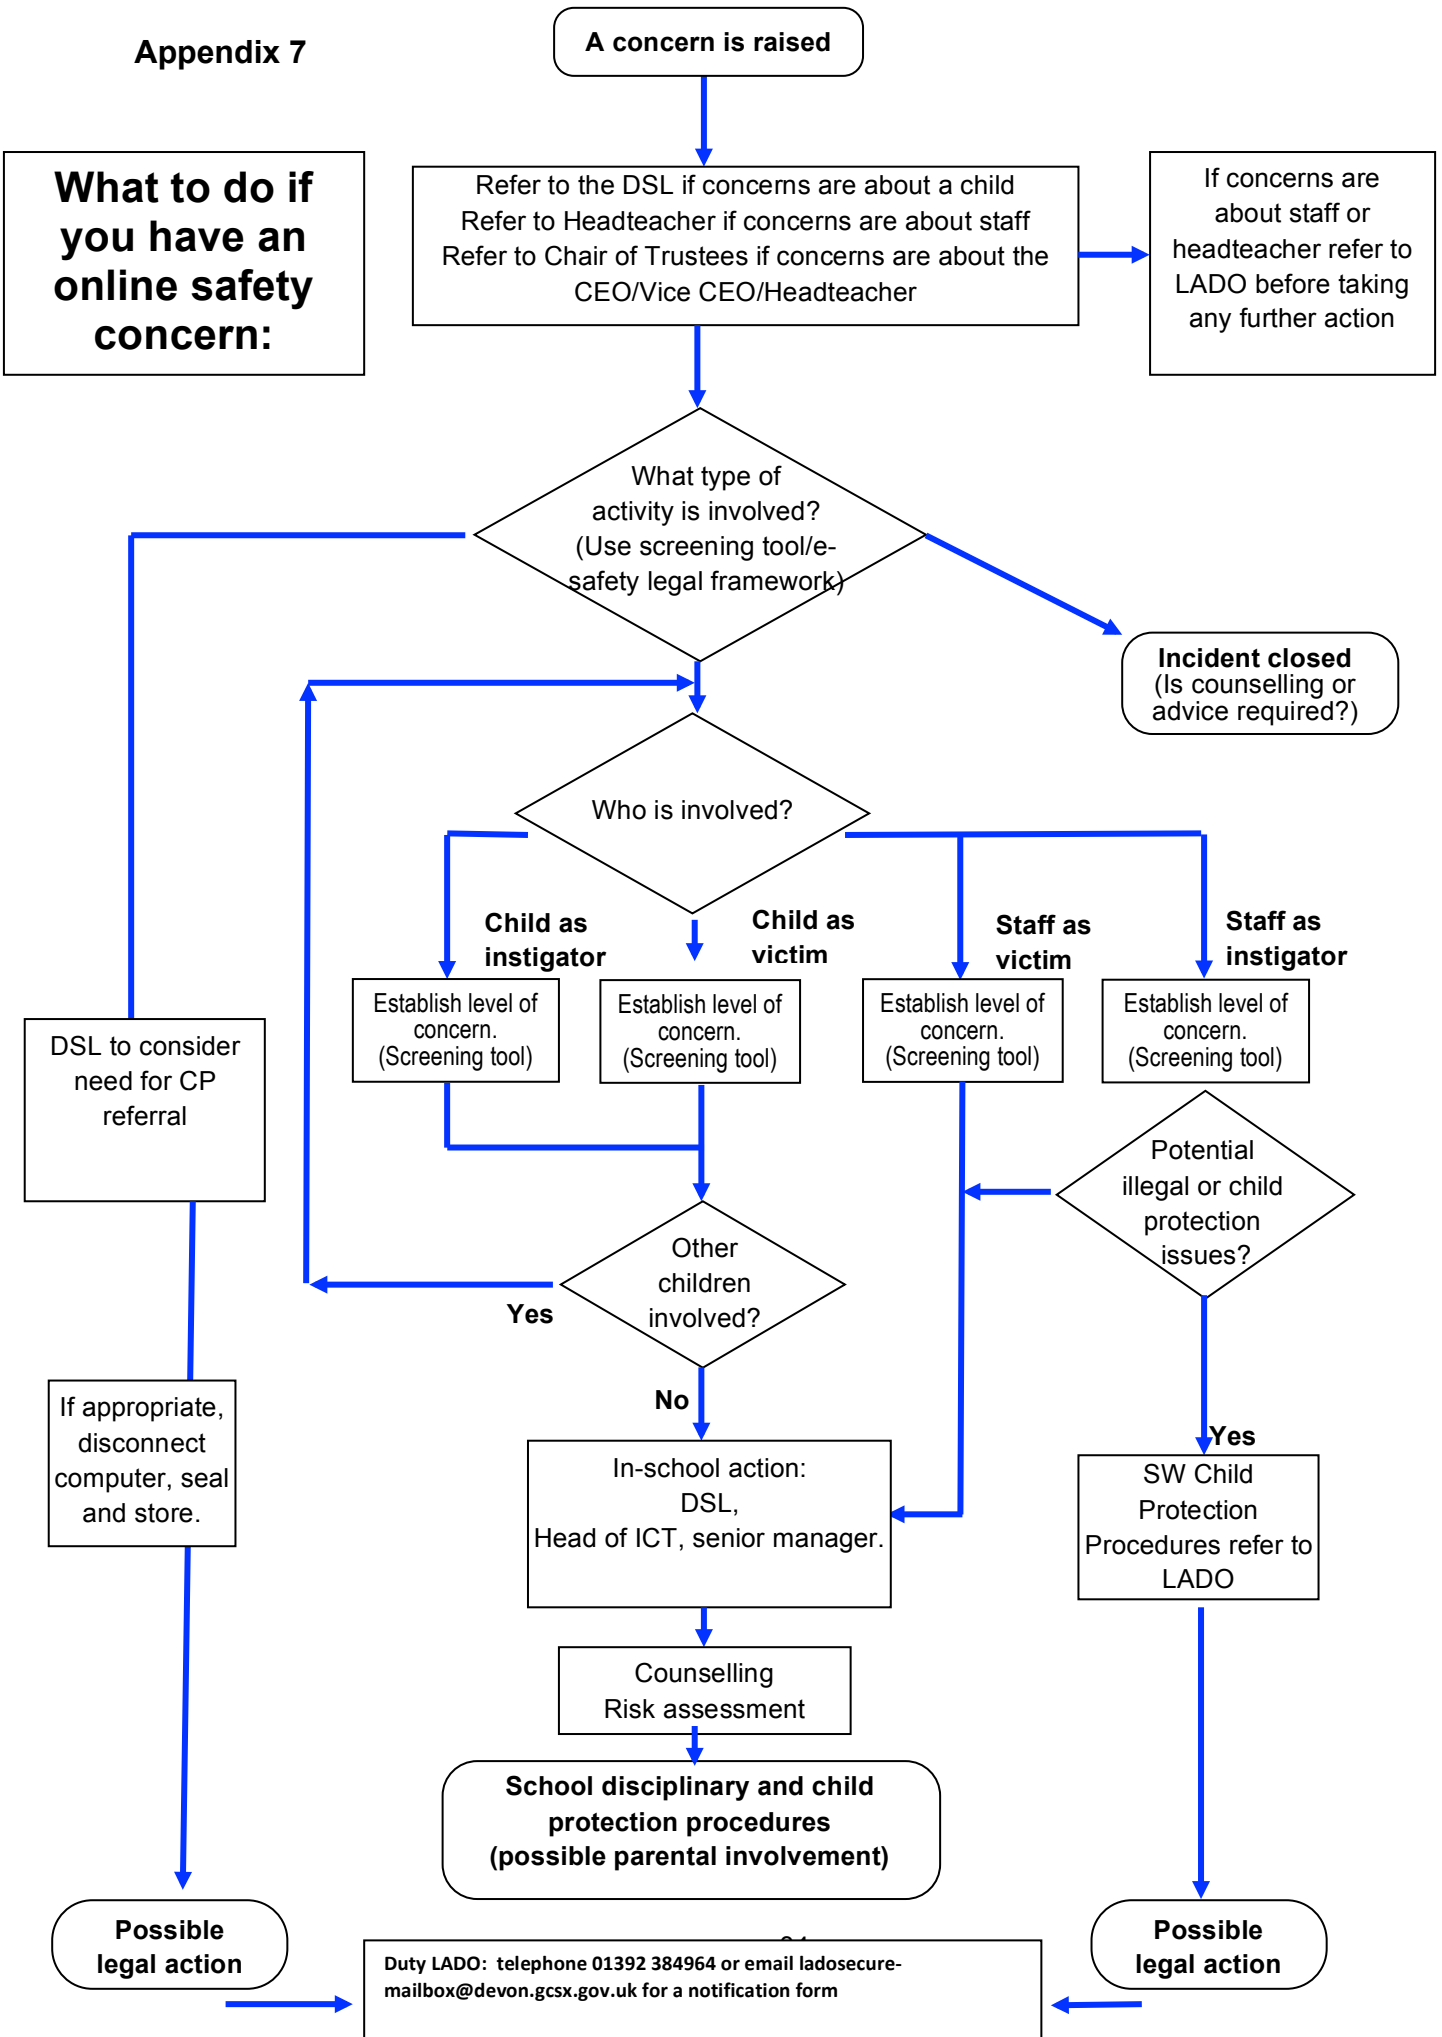 Appendix 7
A concern is raised
What to do if
you have an
online safety
concern:
Refer to the DSL if concerns are about a child
Refer to Headteacher if concerns are about staff
Refer to Chair of Trustees if concerns are about the
CEO/Vice CEO/Headteacher
If concerns are
about staff or
headteacher refer to
LADO before taking
any further action
What type of
activity is involved?
(Use screening tool/e-
safety legal framework)
Incident closed
(Is counselling or
advice required?)
Who is involved?
Child as
instigator
Child as
victim
Staff as
victim
Staff as
instigator
Establish level of
concern.
(Screening tool)
Establish level of
concern.
(Screening tool)
Establish level of
concern.
(Screening tool)
Establish level of
concern.
(Screening tool)
DSL to consider
need for CP
referral
Potential
illegal or child
protection
issues?
Other
children
involved?
Yes
No
Yes
If appropriate,
disconnect
computer, seal
and store.
In-school action:
DSL,
Head of ICT, senior manager.
SW Child
Protection
Procedures refer to
LADO
Counselling
Risk assessment
School disciplinary and child
protection procedures
(possible parental involvement)
Possible
legal action
Possible
legal action
Duty LADO: telephone 01392 384964 or email ladosecure-
mailbox@devon.gcsx.gov.uk for a notification form